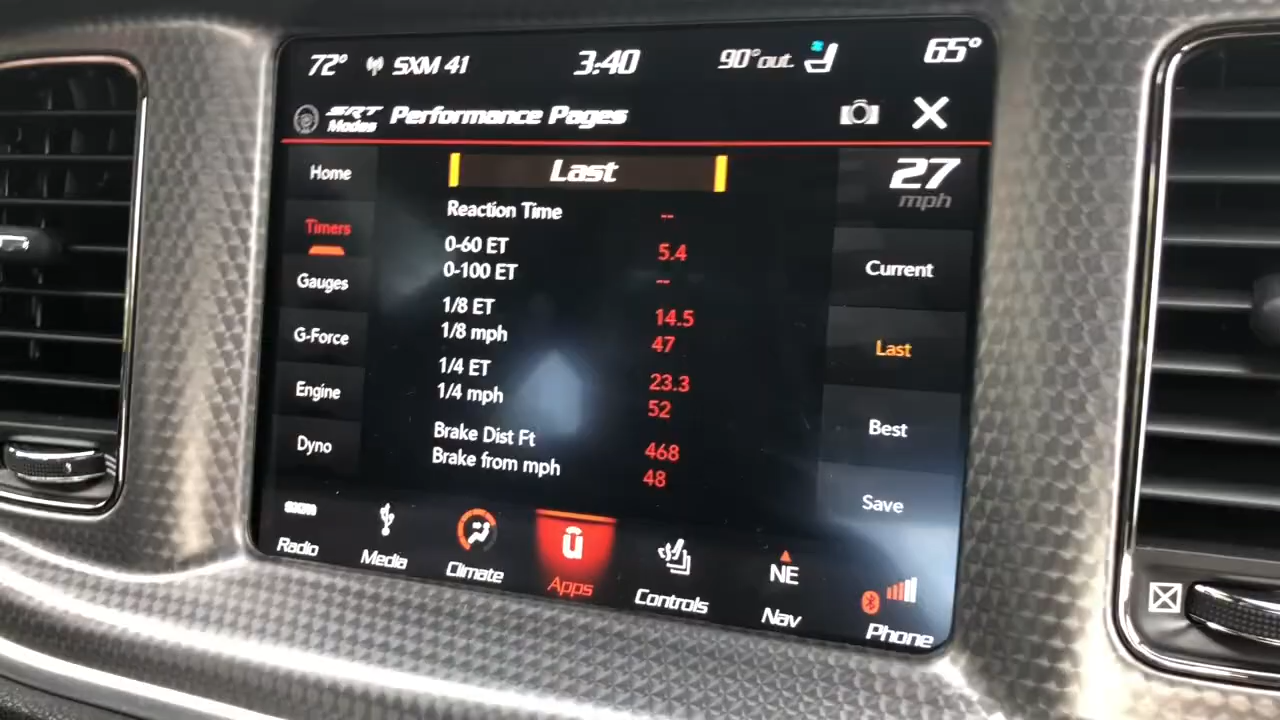 72° SXM 41 3:40 90°out. 65°
SRT Modes Performance Pages
Home
Timers
Gauges
G-Force
Engine
Dyno
Last
Reaction Time --
0-60 ET 5.4
0-100 ET --
1/8 ET 14.5
1/8 mph 47
1/4 ET 23.3
1/4 mph 52
Brake Dist Ft 468
Brake from mph 48
27
mph
Current
Last
Best
Save
sxm
û
NE
Radio Media Climate Apps Controls Nav Phone